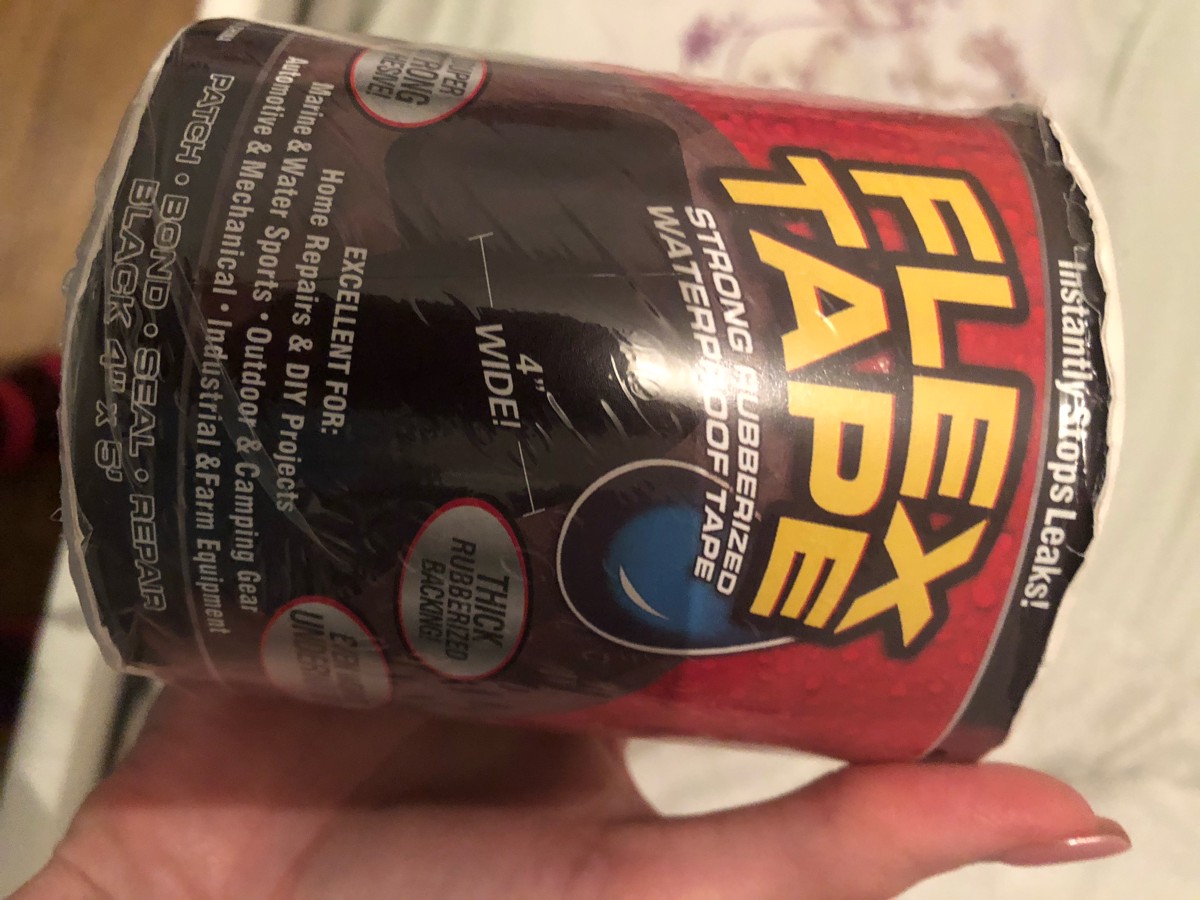 Instantly Stops Leaks!
FLEX
TAPE
STRONG RUBBERIZED
WATERPROOF TAPE
4"
WIDE!
SUPER
STRONG
THICK
RUBBERIZED
BACKING!
EXCELLENT FOR:
Home Repairs & DIY Projects
Marine & Water Sports • Outdoor & Camping Gear
Automotive & Mechanical • Industrial & Farm Equipment
PATCH • BOND • SEAL • REPAIR
BLACK 4" X 5'